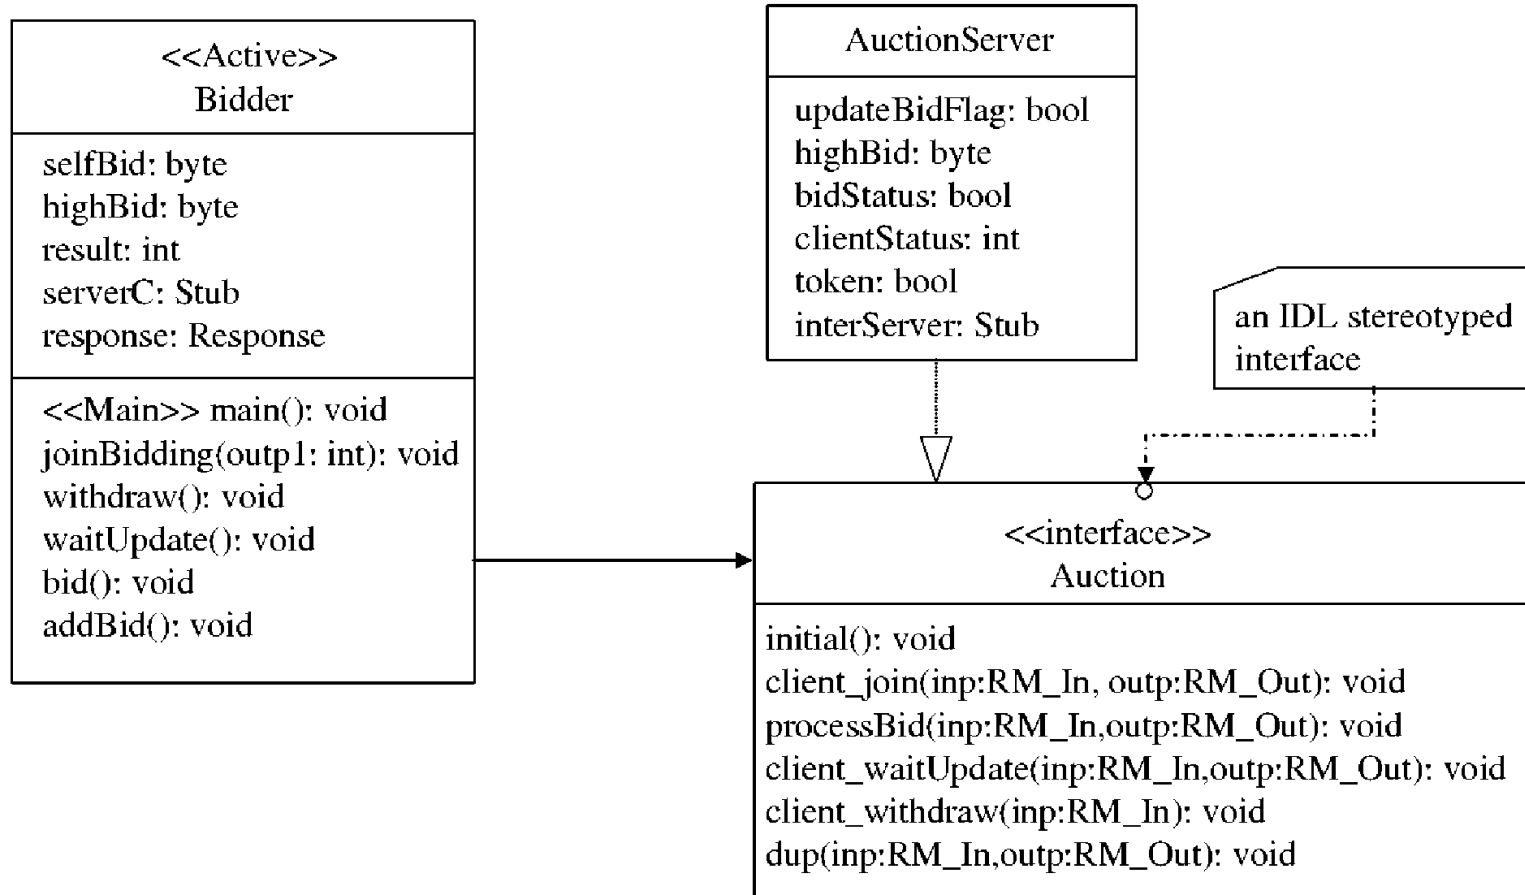 <<Active>>
Bidder
selfBid: byte
highBid: byte
result: int
serverC: Stub
response: Response
<<Main>> main(): void
joinBidding(outp1: int): void
withdraw(): void
waitUpdate(): void
bid(): void
addBid(): void
AuctionServer
updateBidFlag: bool
highBid: byte
bidStatus: bool
clientStatus: int
token: bool
interServer: Stub
an IDL stereotyped
interface
<<interface>>
Auction
initial(): void
client_join(inp:RM_In, outp:RM_Out): void
processBid(inp:RM_In,outp:RM_Out): void
client_waitUpdate(inp:RM_In,outp:RM_Out): void
client_withdraw(inp:RM_In): void
dup(inp:RM_In,outp:RM_Out): void